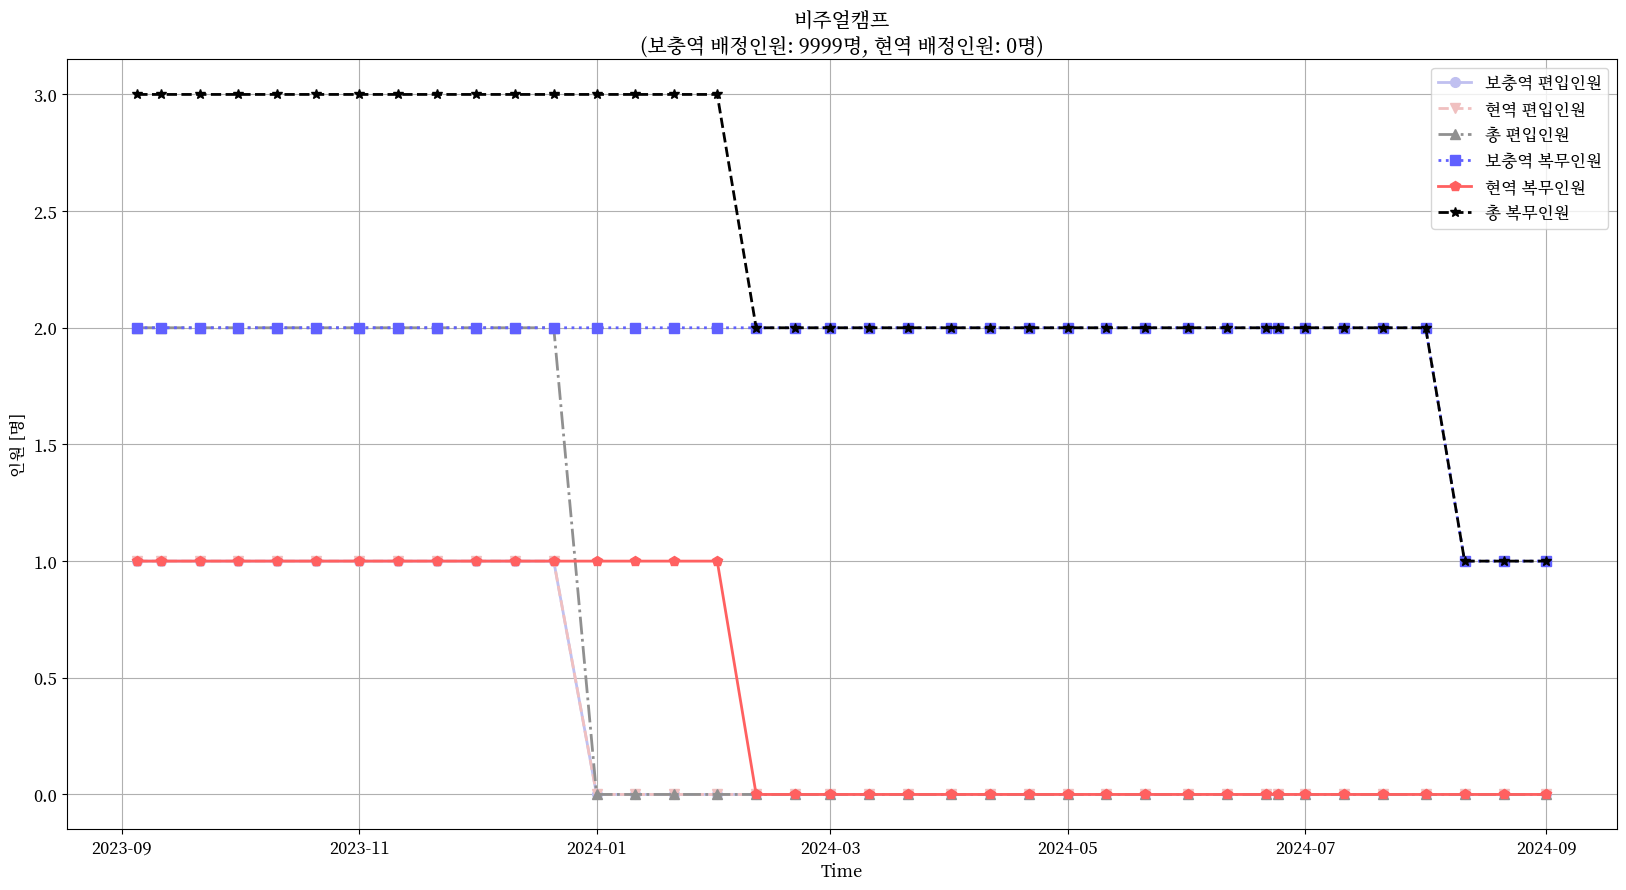 비주얼캠프
(보충역 배정인원: 9999명, 현역 배정인원: 0명)
보충역 편입인원
현역 편입인원
총 편입인원
보충역 복무인원
현역 복무인원
총 복무인원
인원 [명]
3.0
2.5
2.0
1.5
1.0
0.5
0.0
2023-09 2023-11 2024-01 2024-03 2024-05 2024-07 2024-09
Time